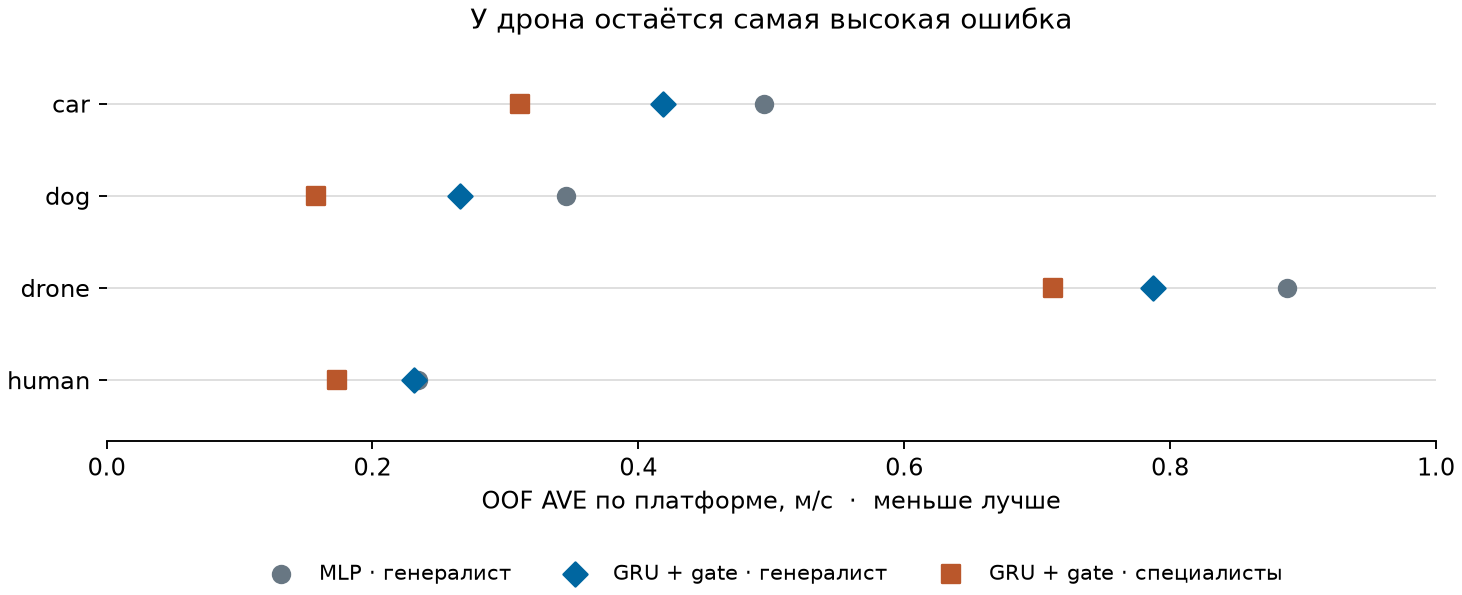 У дрона остаётся самая высокая ошибка
car
dog
drone
human
0.0 0.2 0.4 0.6 0.8 1.0
OOF AVE по платформе, м/с · меньше лучше
MLP · генералист GRU + gate · генералист GRU + gate · специалисты